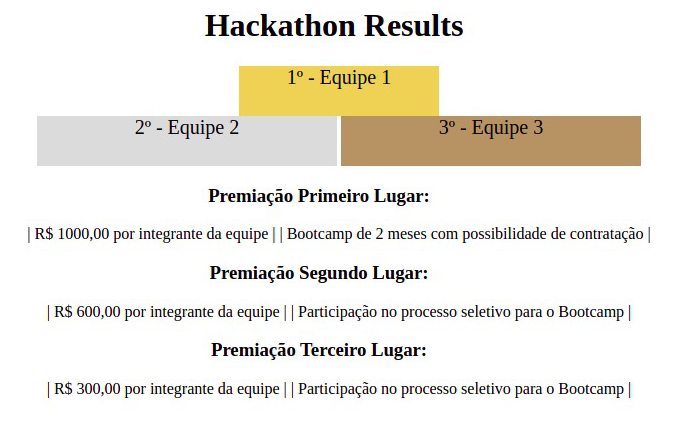 Hackathon Results
1º - Equipe 1
2º - Equipe 2
3º - Equipe 3
Premiação Primeiro Lugar:
| R$ 1000,00 por integrante da equipe | | Bootcamp de 2 meses com possibilidade de contratação |
Premiação Segundo Lugar:
| R$ 600,00 por integrante da equipe | | Participação no processo seletivo para o Bootcamp |
Premiação Terceiro Lugar:
| R$ 300,00 por integrante da equipe | | Participação no processo seletivo para o Bootcamp |